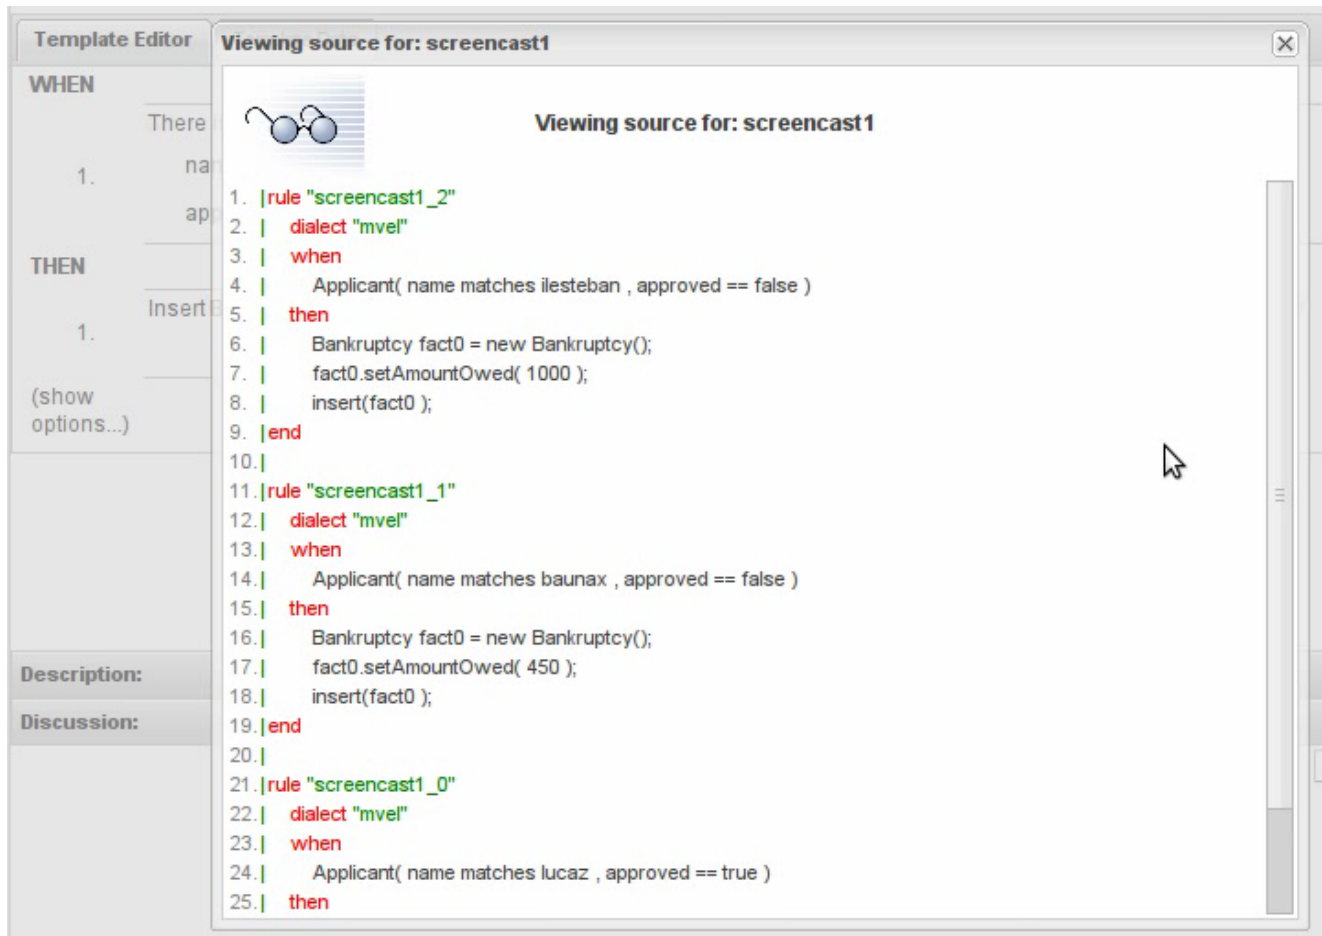 Template Editor
Viewing source for: screencast1
WHEN
There
Viewing source for: screencast1
1.
THEN
Insert
1.
(show
options...)
Description:
Discussion:
1. |rule "screencast1_2"
2. | dialect "mvel"
3. | when
4. | Applicant( name matches ilesteban , approved == false )
5. | then
6. | Bankruptcy fact0 = new Bankruptcy();
7. | fact0.setAmountOwed( 1000 );
8. | insert(fact0 );
9. |end
10.|
11.|rule "screencast1_1"
12.| dialect "mvel"
13.| when
14.| Applicant( name matches baunax , approved == false )
15.| then
16.| Bankruptcy fact0 = new Bankruptcy();
17.| fact0.setAmountOwed( 450 );
18.| insert(fact0 );
19.|end
20.|
21.|rule "screencast1_0"
22.| dialect "mvel"
23.| when
24.| Applicant( name matches lucaz , approved == true )
25.| then